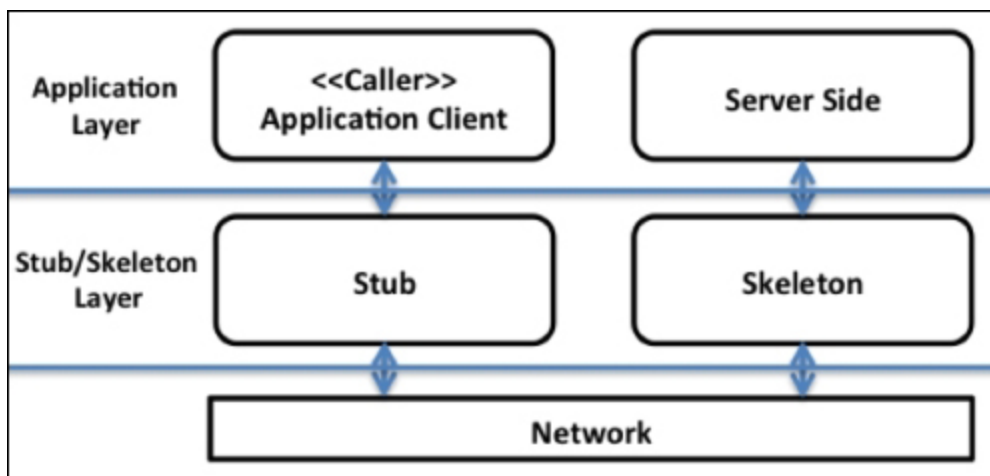 Application
Layer
<<Caller>>
Application Client
Server Side
Stub/Skeleton
Layer
Stub
Skeleton
Network